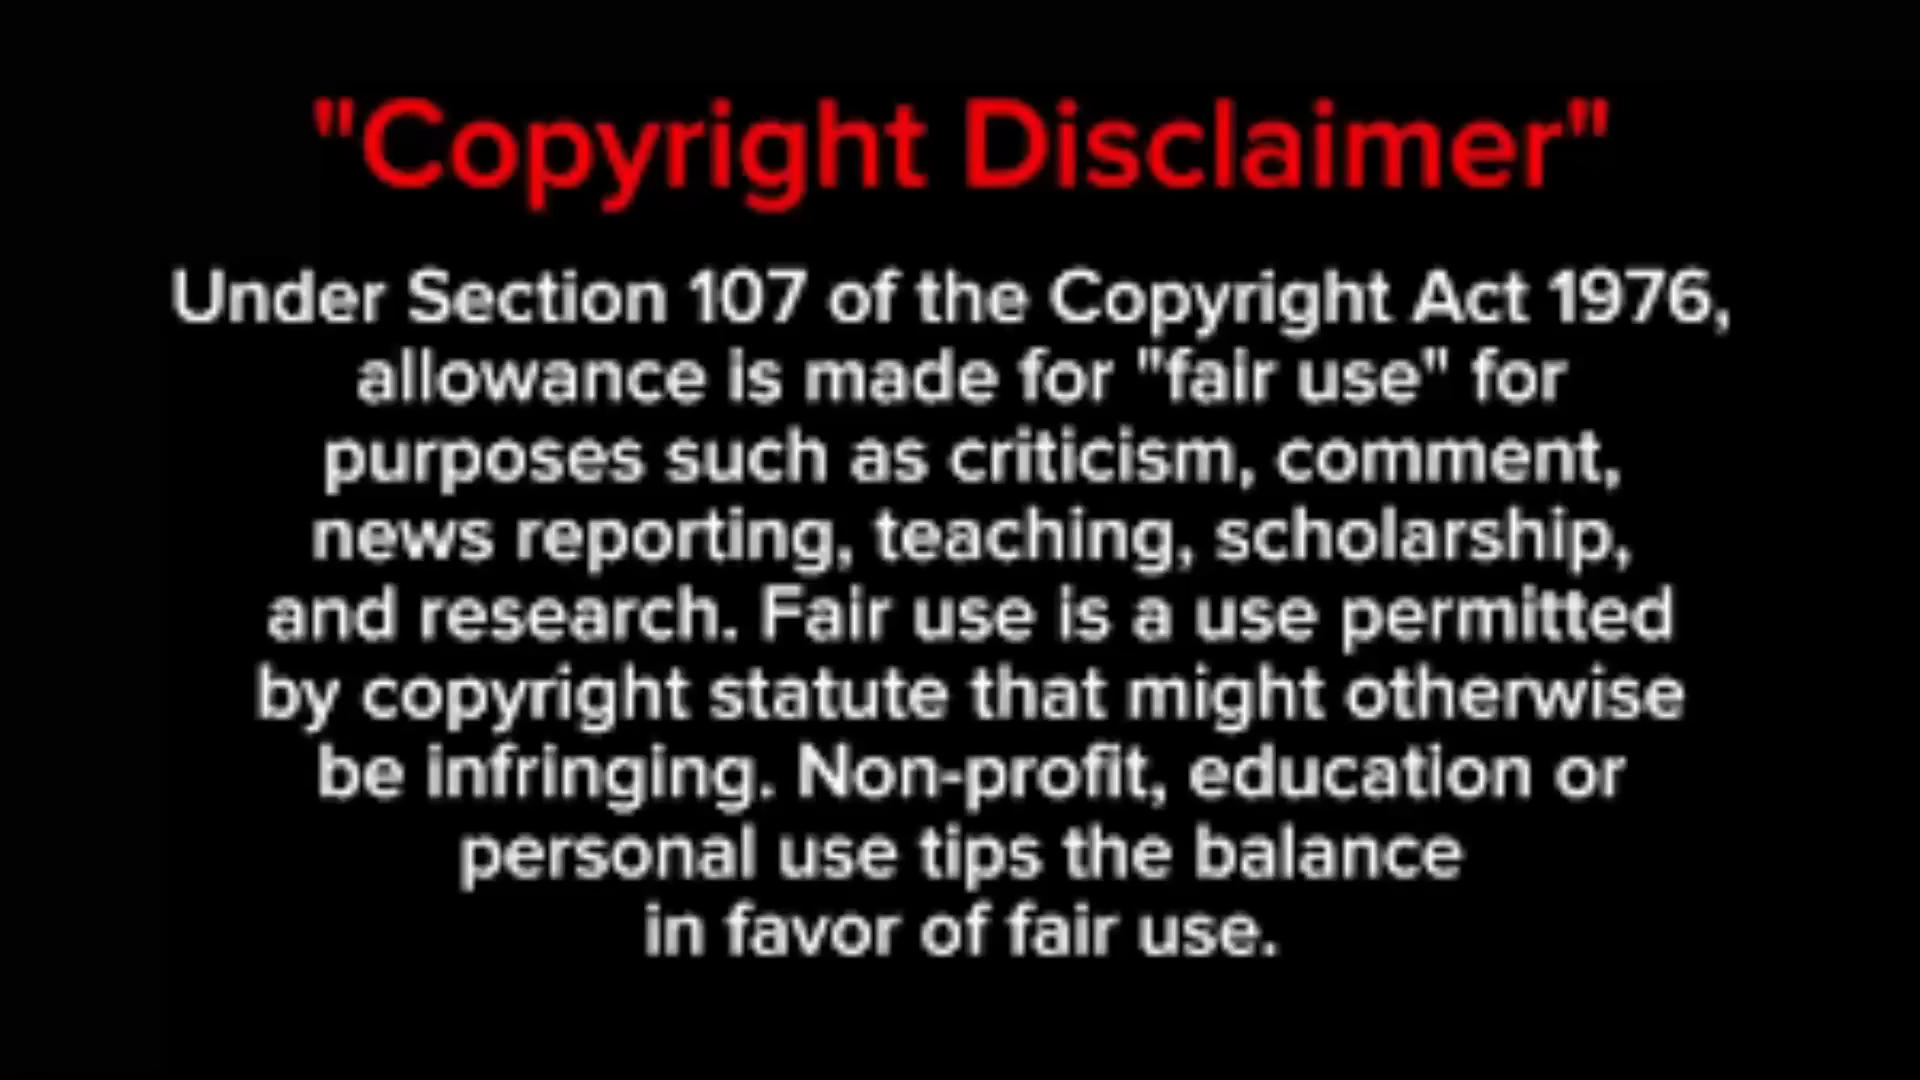 "Copyright Disclaimer"
Under Section 107 of the Copyright Act 1976,
allowance is made for "fair use" for
purposes such as criticism, comment,
news reporting, teaching, scholarship,
and research. Fair use is a use permitted
by copyright statute that might otherwise
be infringing. Non-profit, education or
personal use tips the balance
in favor of fair use.